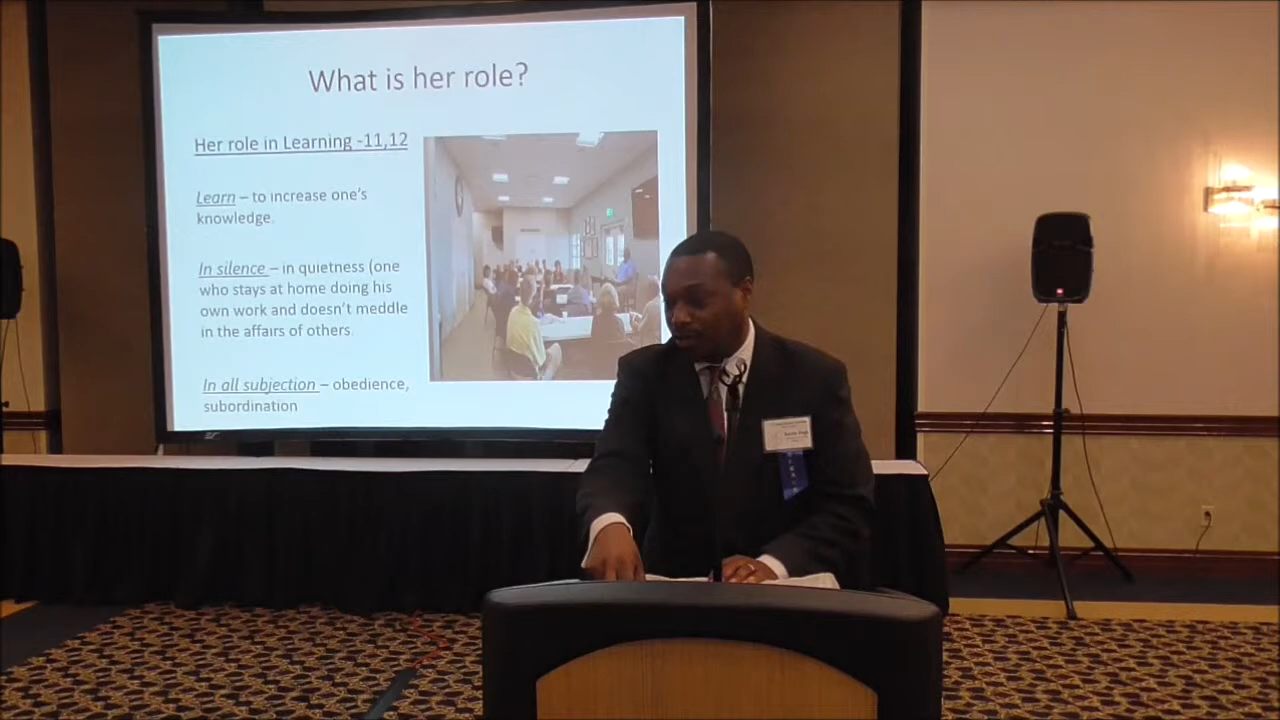 What is her role?
Her role in Learning -11,12
Learn – to increase one's
knowledge.
In silence – in quietness (one
who stays at home doing his
own work and doesn't meddle
in the affairs of others.
In all subjection – obedience,
subordination